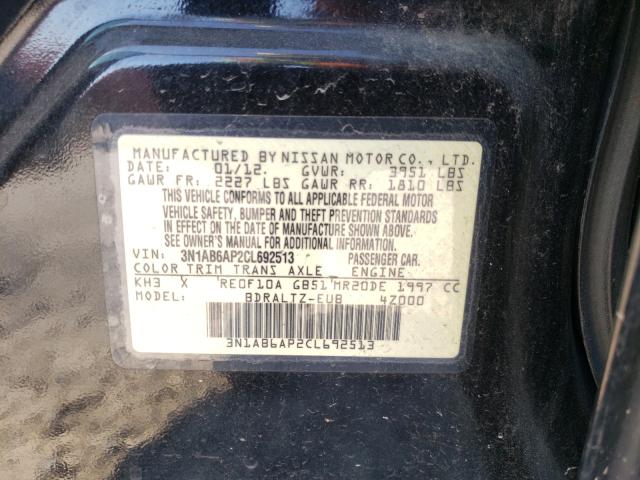 MANUFACTURED BY NISSAN MOTOR CO., LTD.
DATE: 01/12. GVWR: 3951 LBS
GAWR FR: 2227 LBS GAWR RR: 1810 LBS
THIS VEHICLE CONFORMS TO ALL APPLICABLE FEDERAL MOTOR
VEHICLE SAFETY, BUMPER AND THEFT PREVENTION STANDARDS
IN EFFECT ON THE DATE OF MANUFACTURE SHOWN ABOVE.
SEE OWNER'S MANUAL FOR ADDITIONAL INFORMATION.
VIN: 3N1AB6AP2CL692513 PASSENGER CAR.
COLOR TRIM TRANS AXLE ENGINE
KH3 X RE0F10A GB51 MR20DE 1997 CC
MODEL: BDRALTZ-EUB 4Z000
3N1AB6AP2CL692513